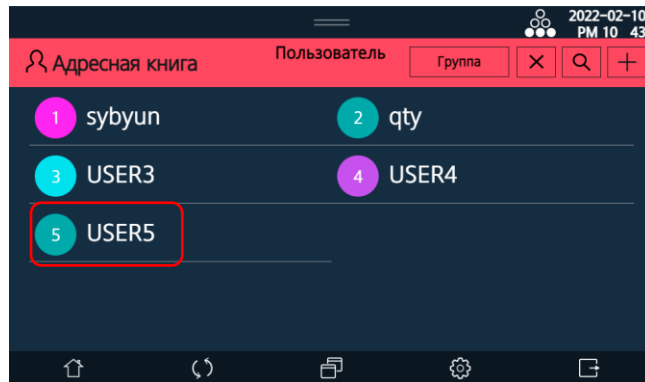 2022-02-10
PM 10 43
Адресная книга Пользователь Группа
1 sybyun 2 qty
3 USER3 4 USER4
5 USER5